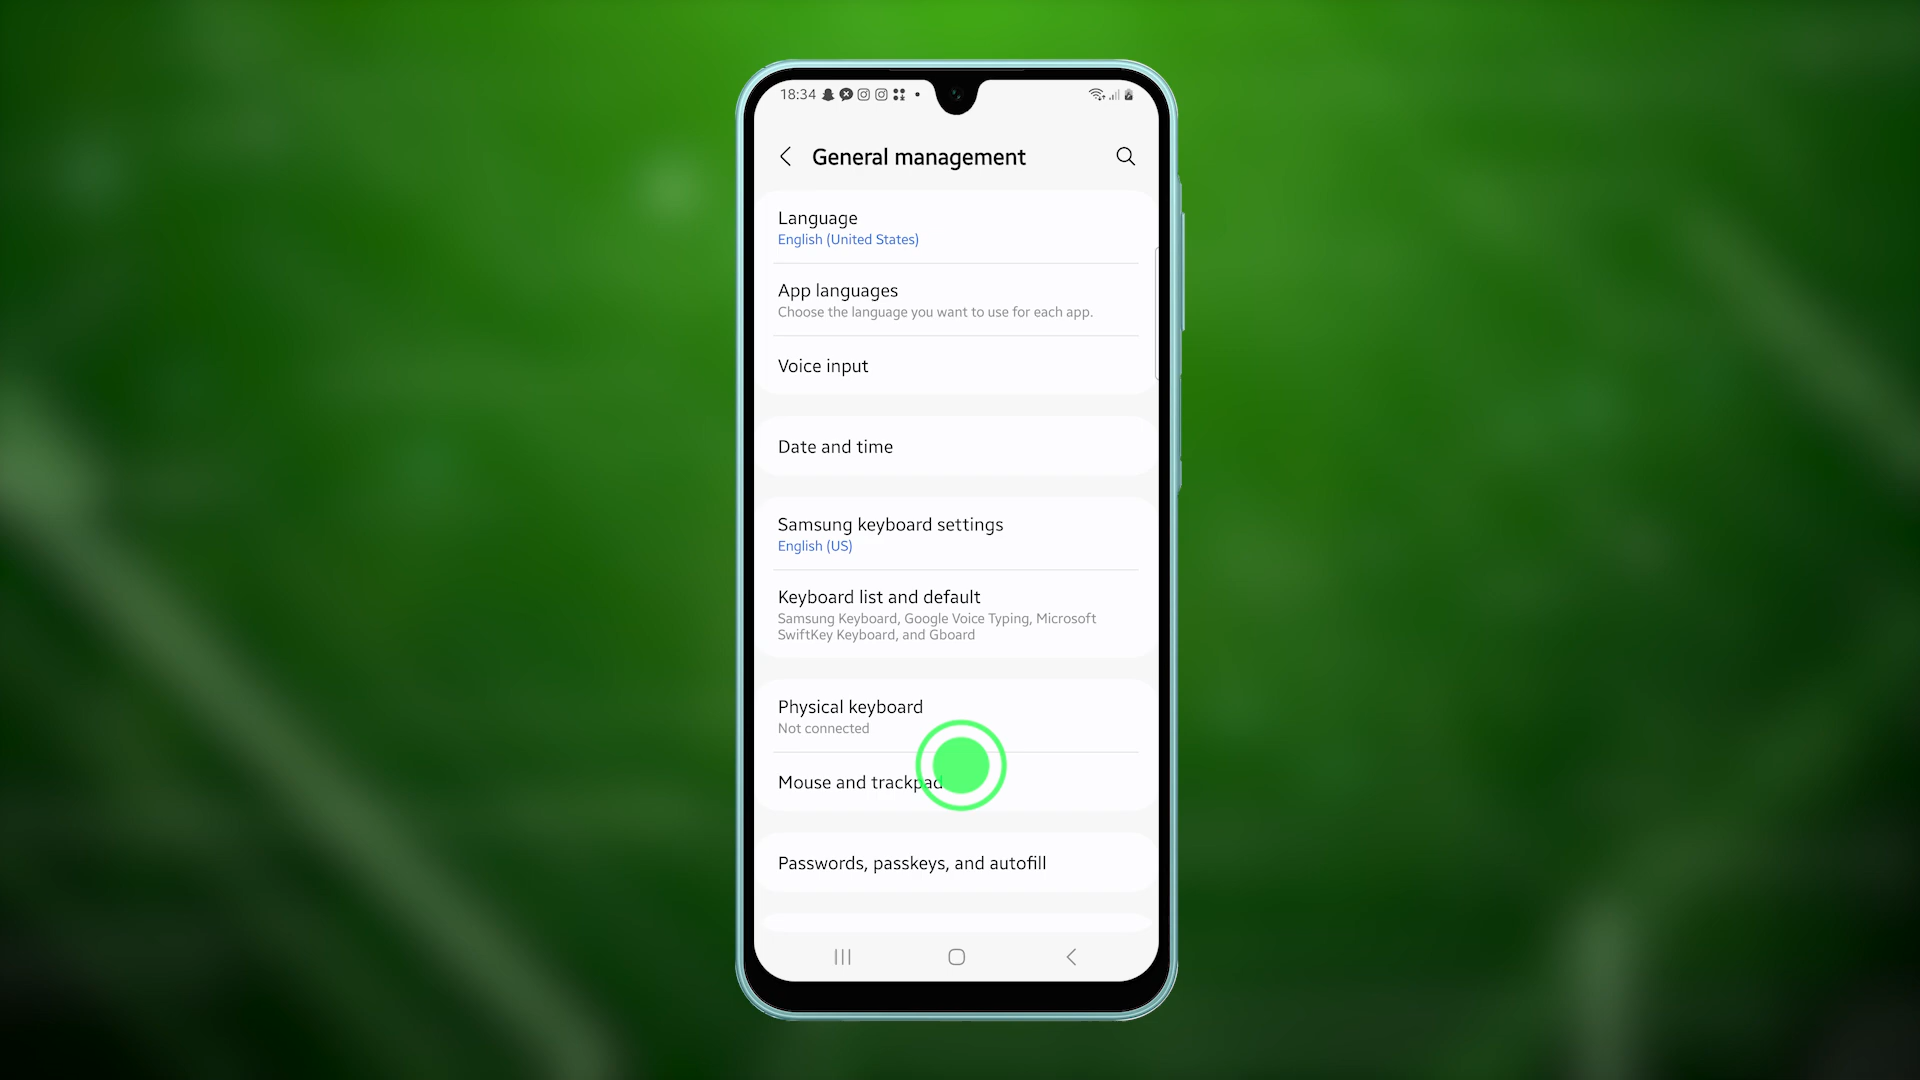 18:34
General management
Language
English (United States)
App languages
Choose the language you want to use for each app.
Voice input
Date and time
Samsung keyboard settings
English (US)
Keyboard list and default
Samsung Keyboard, Google Voice Typing, Microsoft
SwiftKey Keyboard, and Gboard
Physical keyboard
Not connected
Mouse and trackpad
Passwords, passkeys, and autofill